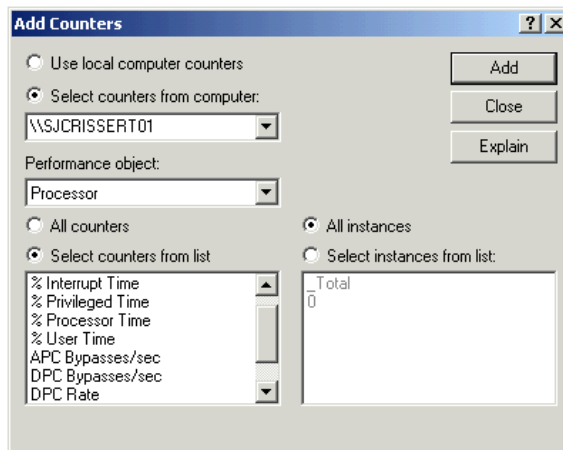 Add Counters
Use local computer counters
Select counters from computer:
\\SJCRISSERT01
Performance object:
Processor
All counters
Select counters from list
% Interrupt Time
% Privileged Time
% Processor Time
% User Time
APC Bypasses/sec
DPC Bypasses/sec
DPC Rate
All instances
Select instances from list:
_Total
0
Add
Close
Explain